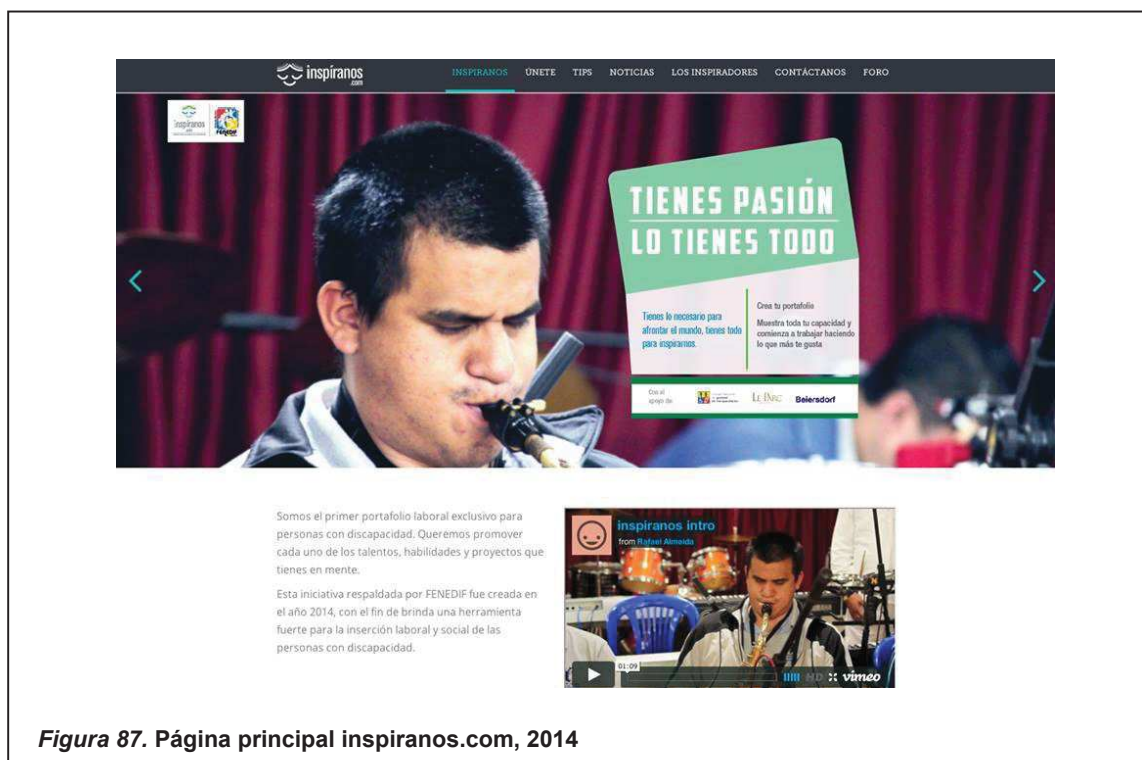 inspíranos
.com
INSPIRANOS ÚNETE TIPS NOTICIAS LOS INSPIRADORES CONTÁCTANOS FORO
inspíranos
FENEDIF
TIENES PASIÓN
LO TIENES TODO
Tienes lo necesario para
afrontar el mundo, tienes todo
para inspirarnos.
Crea tu portafolio
Muestra toda tu capacidad y
comienza a trabajar haciendo
lo que más te gusta
Con el
apoyo de:
LE PARC
Beiersdorf
Somos el primer portafolio laboral exclusivo para
personas con discapacidad. Queremos promover
cada uno de los talentos, habilidades y proyectos que
tienes en mente.
Esta iniciativa respaldada por FENEDIF fue creada en
el año 2014, con el fin de brinda una herramienta
fuerte para la inserción laboral y social de las
personas con discapacidad.
inspiranos intro
from Rafael Almeida
01:09
HD vimeo
Figura 87. Página principal inspiranos.com, 2014